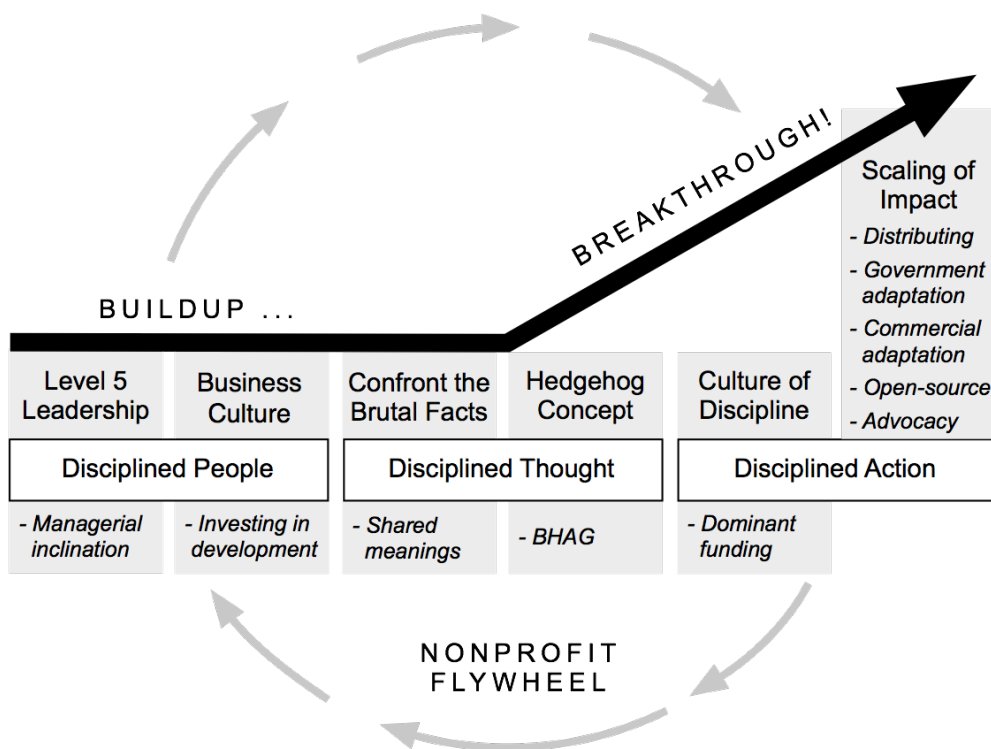 BREAKTHROUGH!
BUILDUP ...
Level 5
Leadership
Business
Culture
Confront the
Brutal Facts
Hedgehog
Concept
Culture of
Discipline
Scaling of
Impact
- Distributing
- Government
adaptation
- Commercial
adaptation
- Open-source
- Advocacy
Disciplined People
Disciplined Thought
Disciplined Action
- Managerial
inclination
- Investing in
development
- Shared
meanings
- BHAG
- Dominant
funding
NONPROFIT
FLYWHEEL